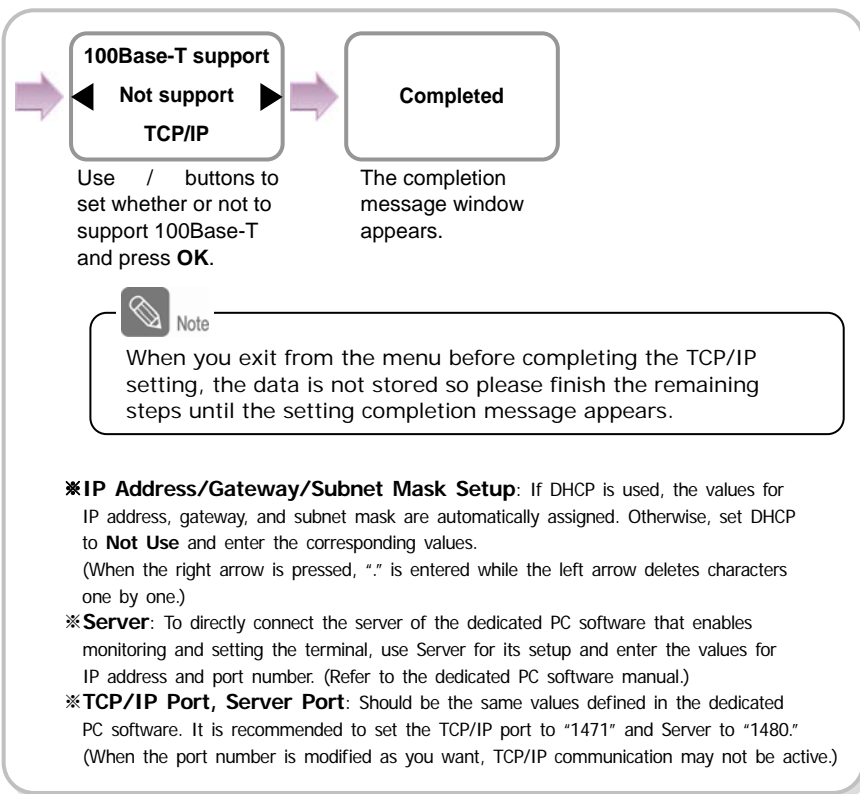 100Base-T support
Not support
TCP/IP
Completed
Use / buttons to
set whether or not to
support 100Base-T
and press OK.
The completion
message window
appears.
Note
When you exit from the menu before completing the TCP/IP
setting, the data is not stored so please finish the remaining
steps until the setting completion message appears.
※IP Address/Gateway/Subnet Mask Setup: If DHCP is used, the values for
IP address, gateway, and subnet mask are automatically assigned. Otherwise, set DHCP
to Not Use and enter the corresponding values.
(When the right arrow is pressed, “.” is entered while the left arrow deletes characters
one by one.)
※Server: To directly connect the server of the dedicated PC software that enables
monitoring and setting the terminal, use Server for its setup and enter the values for
IP address and port number. (Refer to the dedicated PC software manual.)
※TCP/IP Port, Server Port: Should be the same values defined in the dedicated
PC software. It is recommended to set the TCP/IP port to “1471” and Server to “1480.”
(When the port number is modified as you want, TCP/IP communication may not be active.)